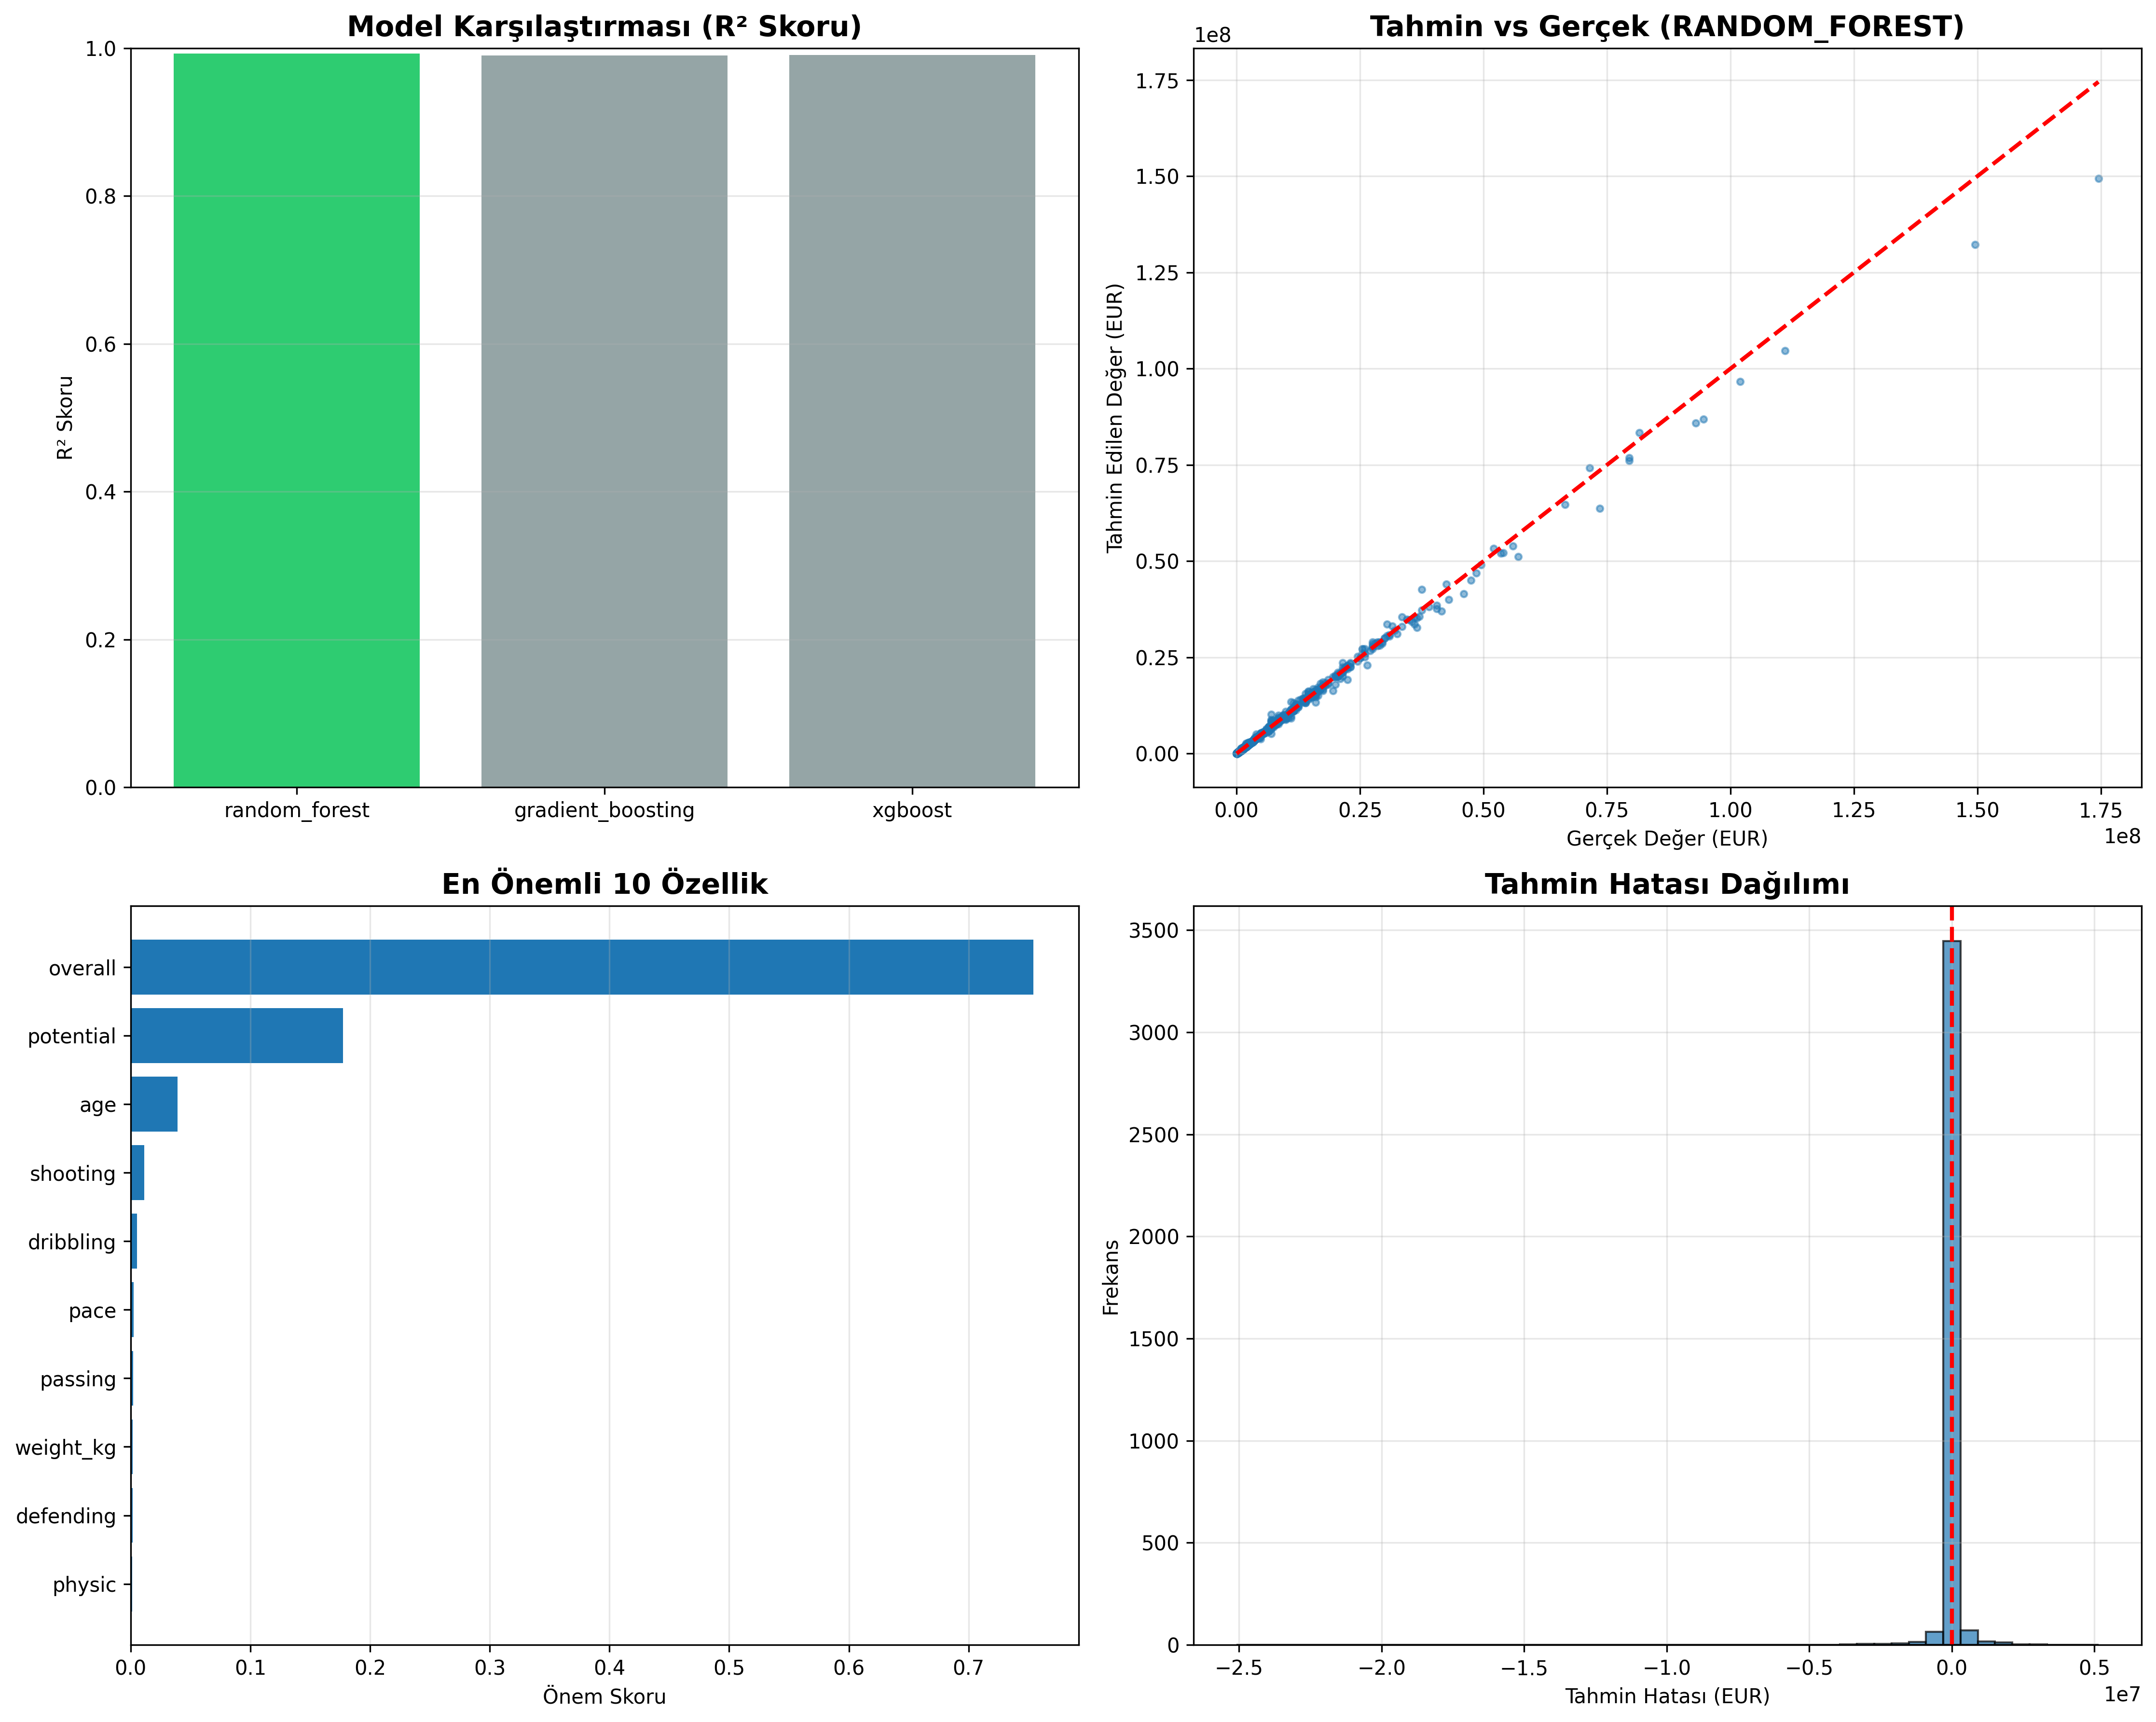 Model Karşılaştırması (R² Skoru)
1.0
0.8
0.6
0.4
0.2
0.0
R² Skoru
random_forest gradient_boosting xgboost
Tahmin vs Gerçek (RANDOM_FOREST)
1e8
1.75
1.50
1.25
1.00
0.75
0.50
0.25
0.00
Tahmin Edilen Değer (EUR)
0.00 0.25 0.50 0.75 1.00 1.25 1.50 1.75
1e8
Gerçek Değer (EUR)
En Önemli 10 Özellik
overall
potential
age
shooting
dribbling
pace
passing
weight_kg
defending
physic
0.0 0.1 0.2 0.3 0.4 0.5 0.6 0.7
Önem Skoru
Tahmin Hatası Dağılımı
3500
3000
2500
2000
1500
1000
500
0
Frekans
−2.5 −2.0 −1.5 −1.0 −0.5 0.0 0.5
1e7
Tahmin Hatası (EUR)